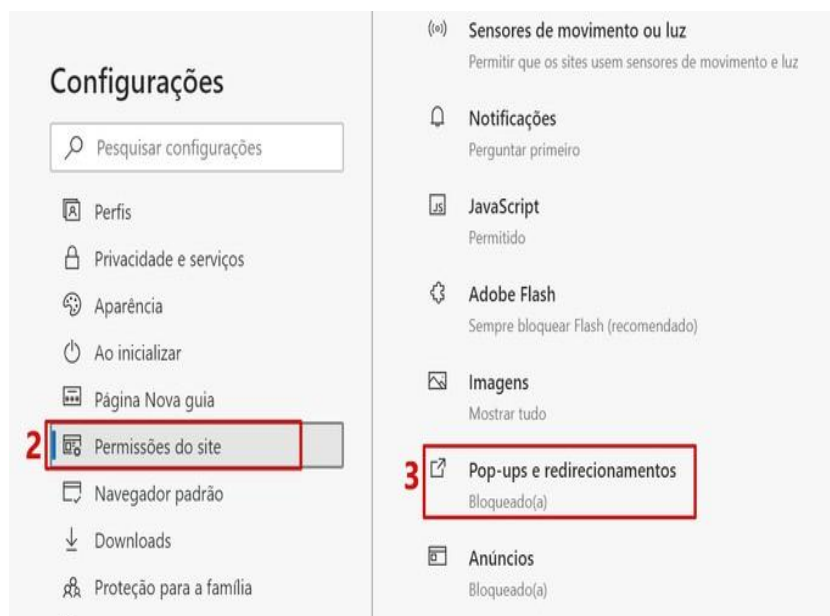 Configurações
Pesquisar configurações
Perfis
Privacidade e serviços
Aparência
Ao inicializar
Página Nova guia
2 Permissões do site
Navegador padrão
Downloads
Proteção para a família
Sensores de movimento ou luz
Permitir que os sites usem sensores de movimento e luz
Notificações
Perguntar primeiro
JS JavaScript
Permitido
Adobe Flash
Sempre bloquear Flash (recomendado)
Imagens
Mostrar tudo
3 Pop-ups e redirecionamentos
Bloqueado(a)
Anúncios
Bloqueado(a)